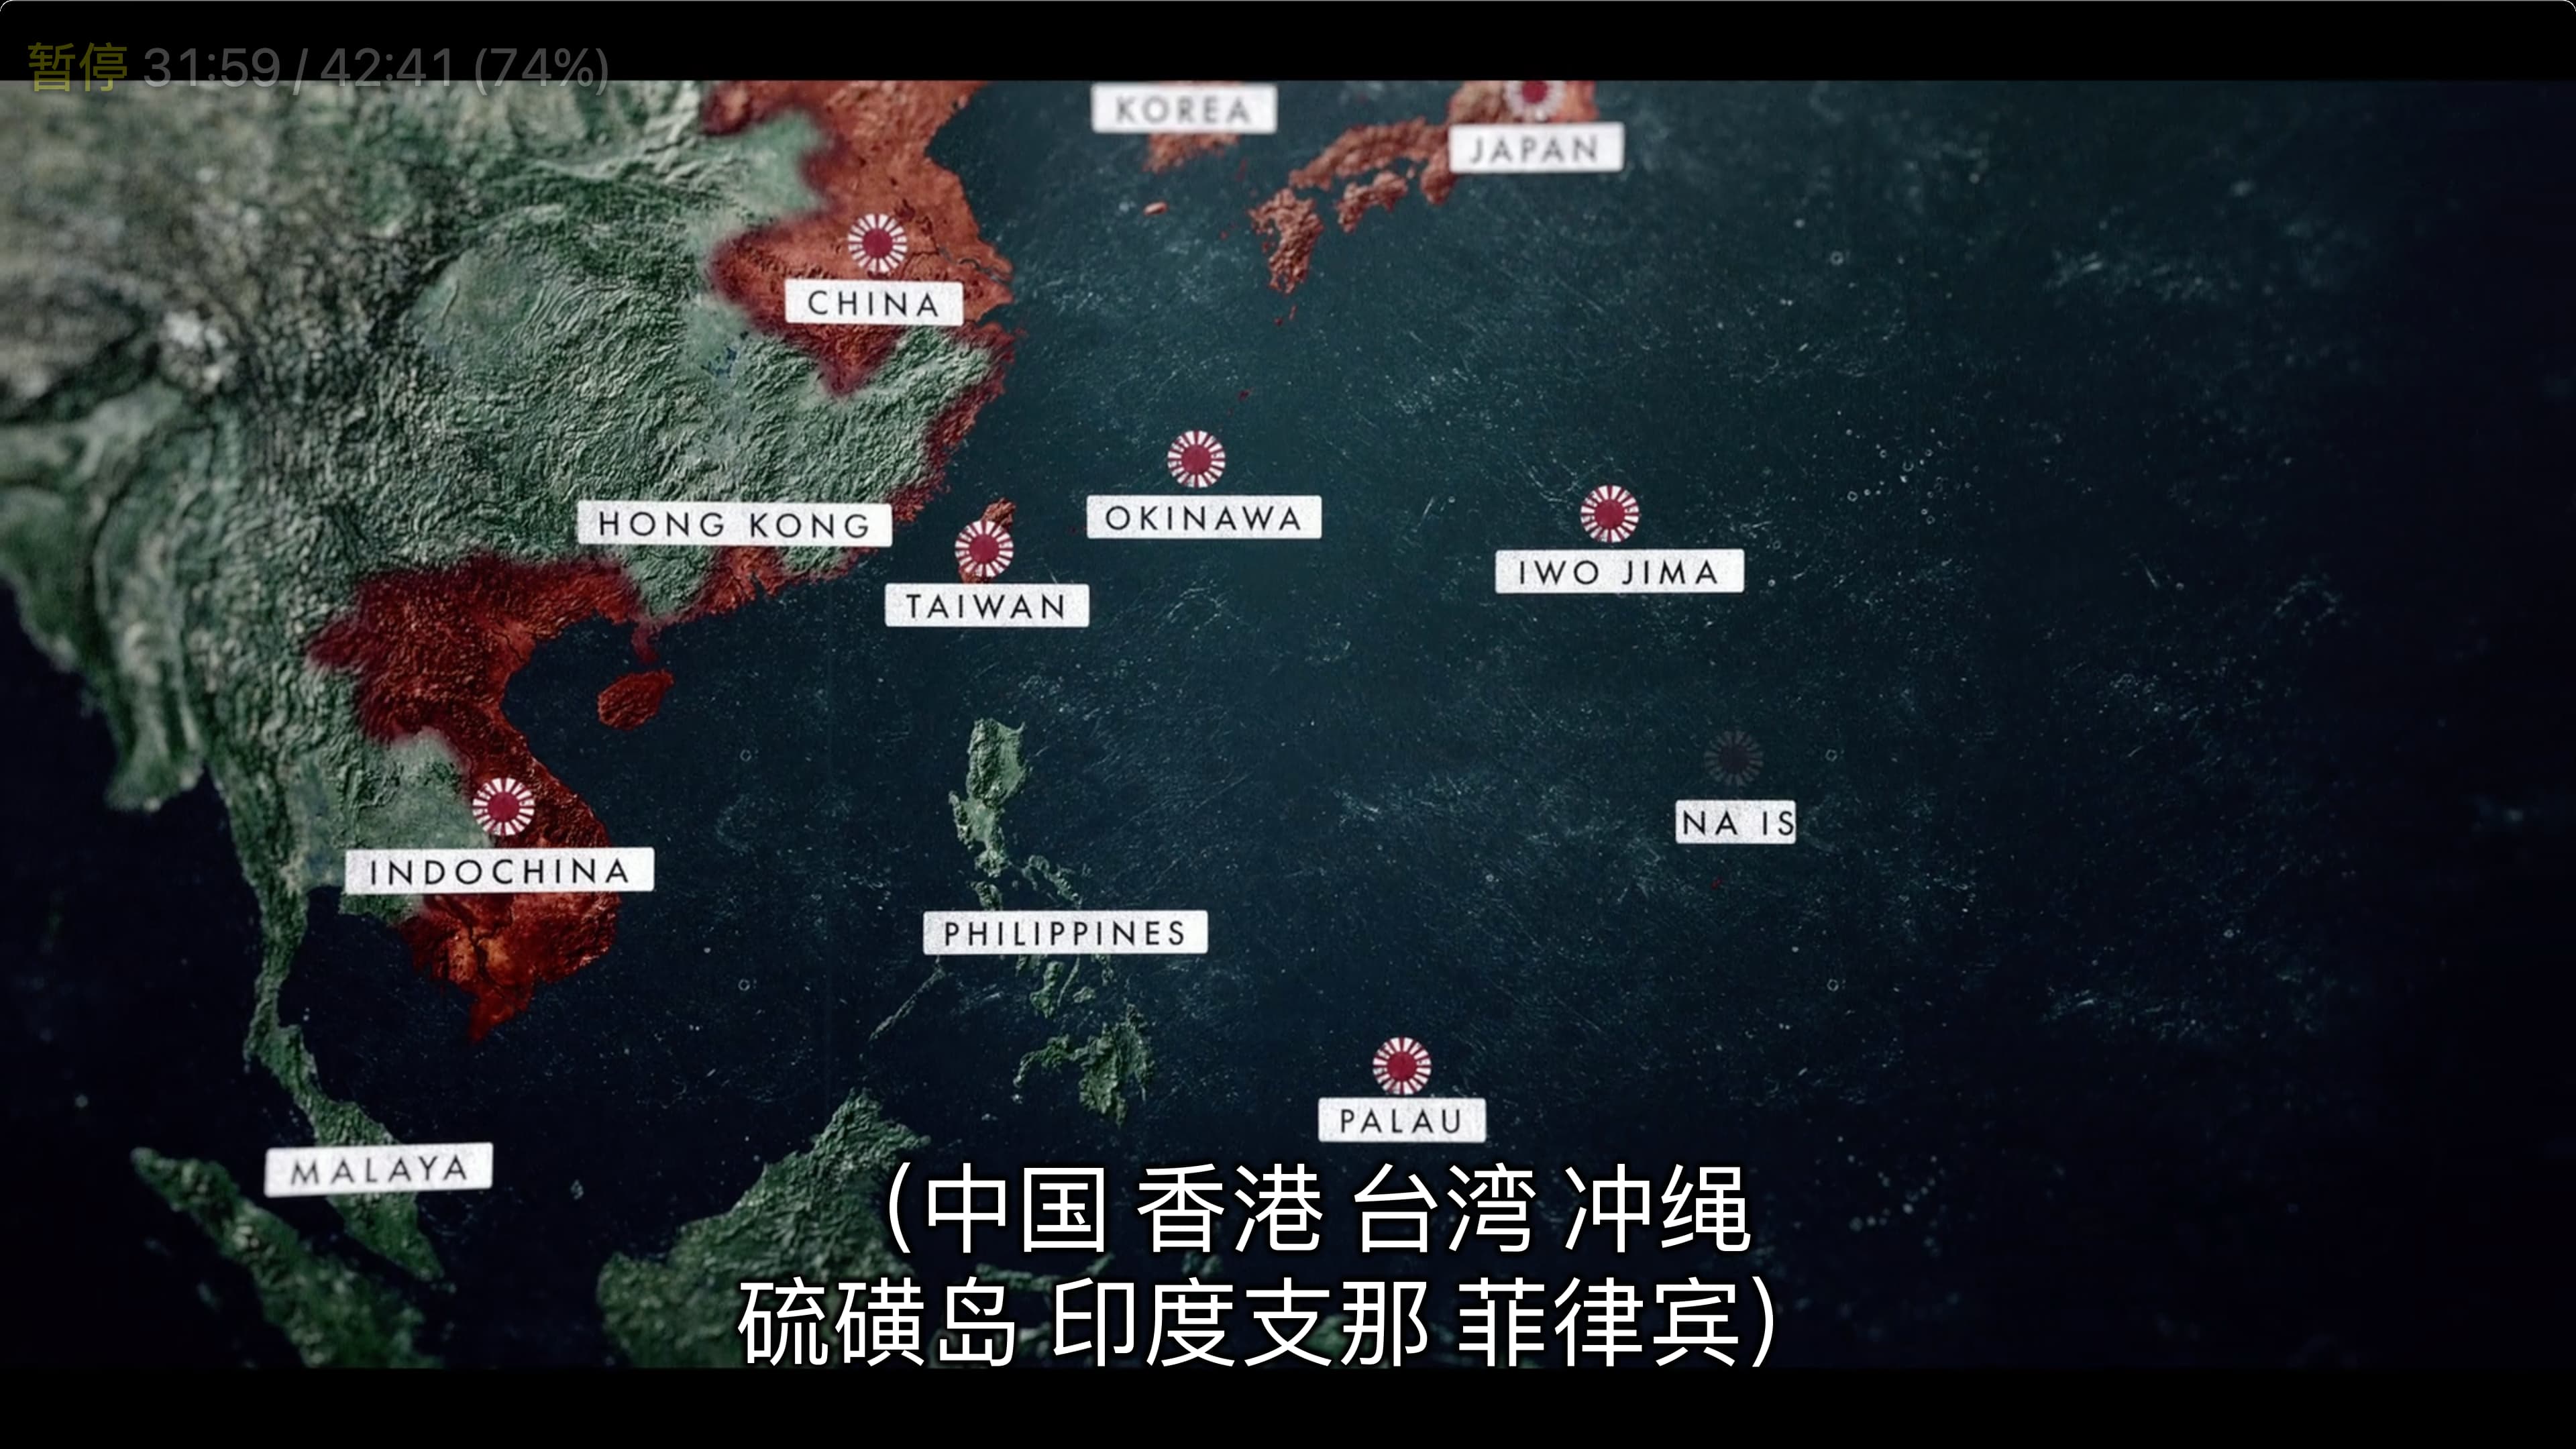 暂停 31:59 / 42:41 (74%)
KOREA
JAPAN
CHINA
HONG KONG
OKINAWA
TAIWAN
IWO JIMA
NA IS
INDOCHINA
PHILIPPINES
PALAU
MALAYA
(中国 香港 台湾 冲绳
硫磺岛 印度支那 菲律宾)